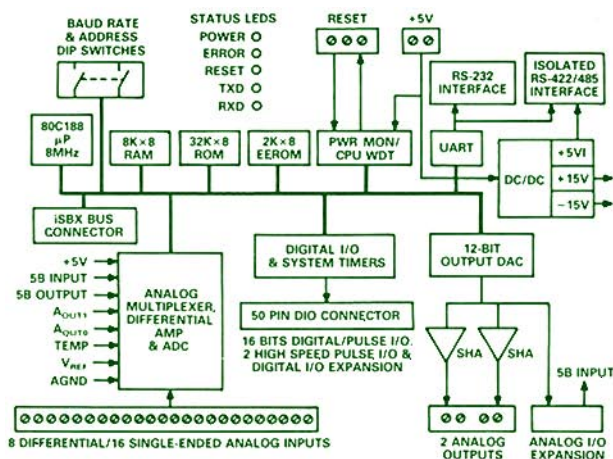 BAUD RATE
& ADDRESS
DIP SWITCHES
STATUS LEDS
POWER
ERROR
RESET
TXD
RXD
RESET
+5V
RS-232
INTERFACE
ISOLATED
RS-422/485
INTERFACE
80C188
μP
8MHz
8K×8
RAM
32K×8
ROM
2K×8
EEROM
PWR MON/
CPU WDT
UART
DC/DC
+5VI
+15V
-15V
iSBX BUS
CONNECTOR
+5V
5B INPUT
5B OUTPUT
AOUT1
AOUT0
TEMP
VREF
AGND
ANALOG
MULTIPLEXER,
DIFFERENTIAL
AMP
& ADC
DIGITAL I/O
& SYSTEM TIMERS
12-BIT
OUTPUT DAC
50 PIN DIO CONNECTOR
16 BITS DIGITAL/PULSE I/O.
2 HIGH SPEED PULSE I/O &
DIGITAL I/O EXPANSION
SHA
SHA
5B INPUT
8 DIFFERENTIAL/16 SINGLE-ENDED ANALOG INPUTS
2 ANALOG
OUTPUTS
ANALOG I/O
EXPANSION